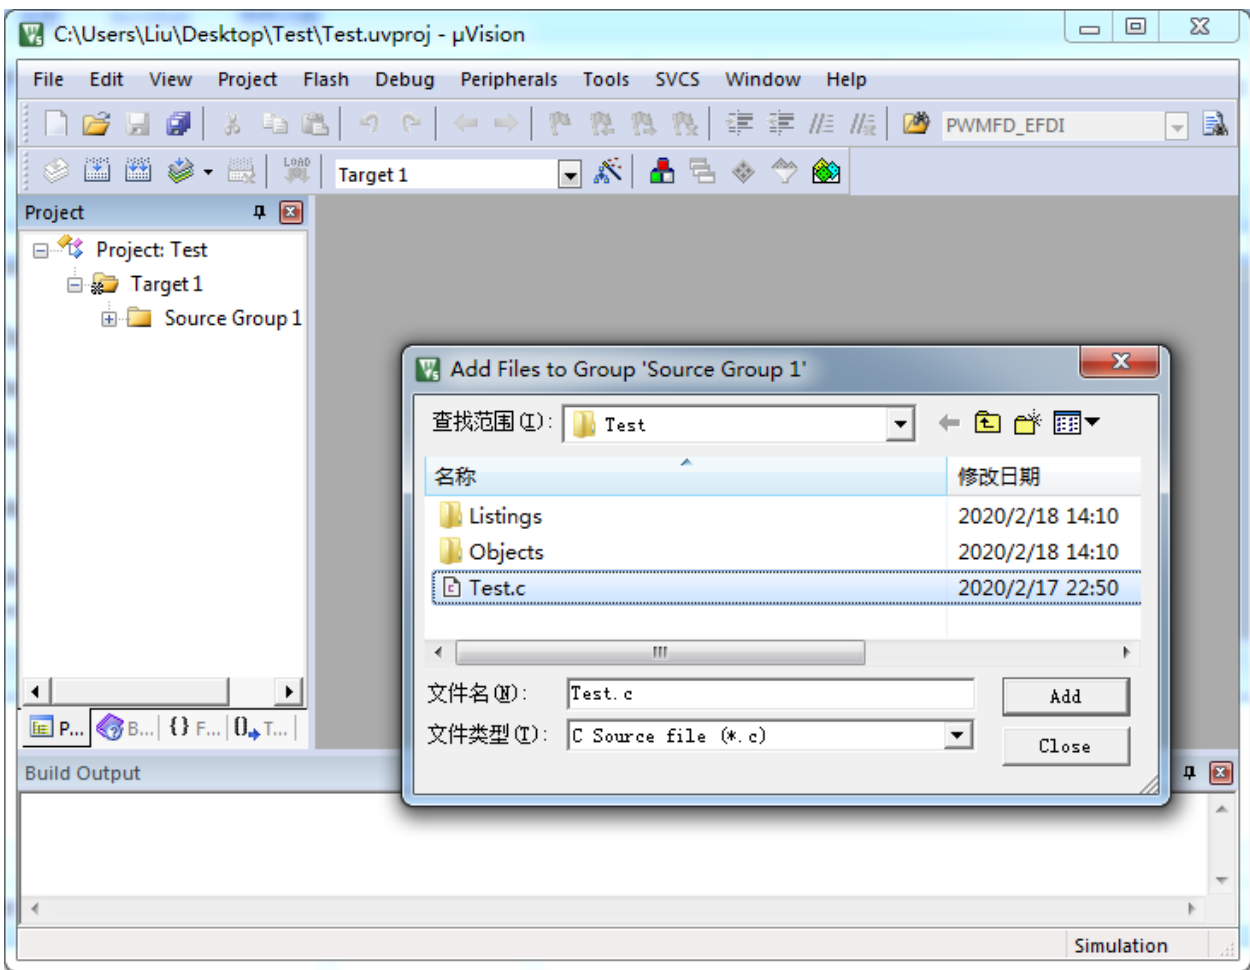 C:\Users\Liu\Desktop\Test\Test.uvproj - µVision
File Edit View Project Flash Debug Peripherals Tools SVCS Window Help
PWMFD_EFDI
LOAD Target 1
Project
Project: Test
Target 1
Source Group 1
Add Files to Group 'Source Group 1'
查找范围(I): Test
名称 修改日期
Listings 2020/2/18 14:10
Objects 2020/2/18 14:10
Test.c 2020/2/17 22:50
文件名(N): Test.c Add
文件类型(T): C Source file (*.c) Close
P... B... {} F... 0 T...
Build Output
Simulation